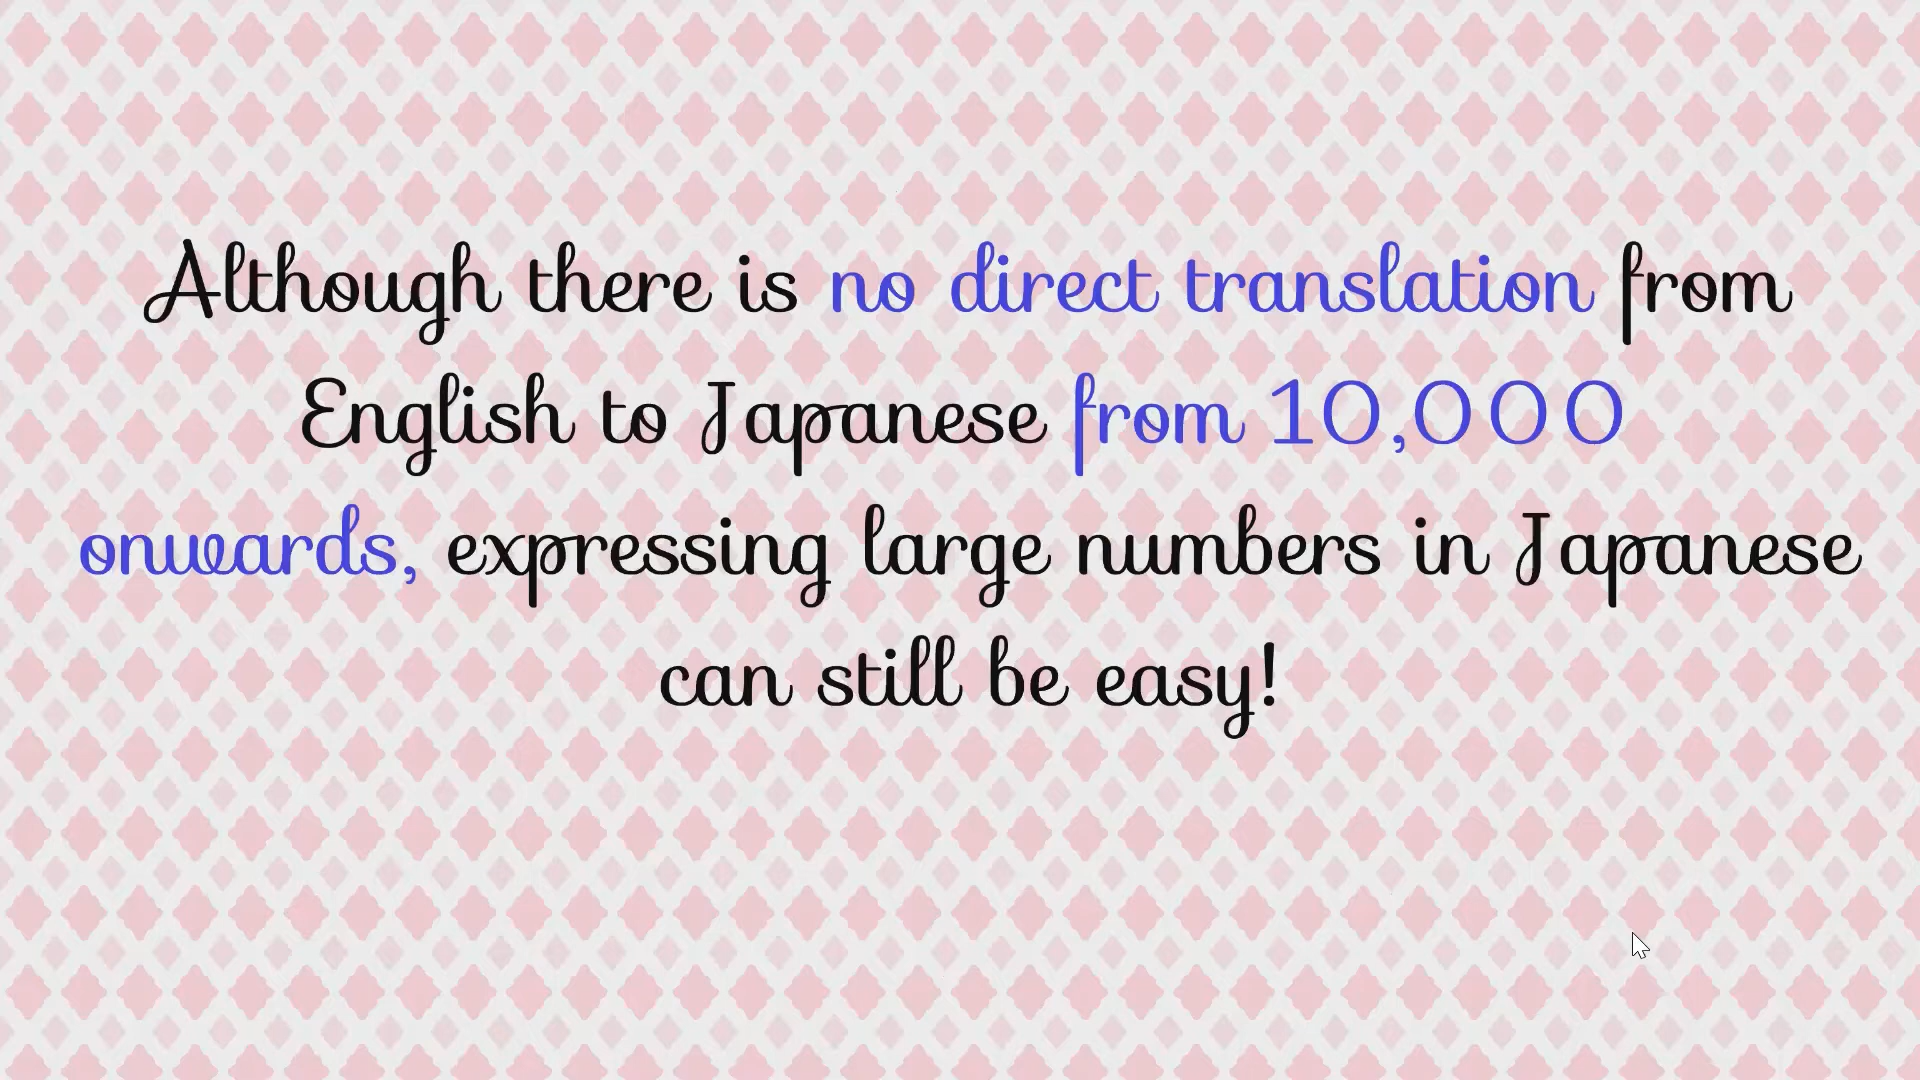 Although there is no direct translation from
English to Japanese from 10,000
onwards, expressing large numbers in Japanese
can still be easy!